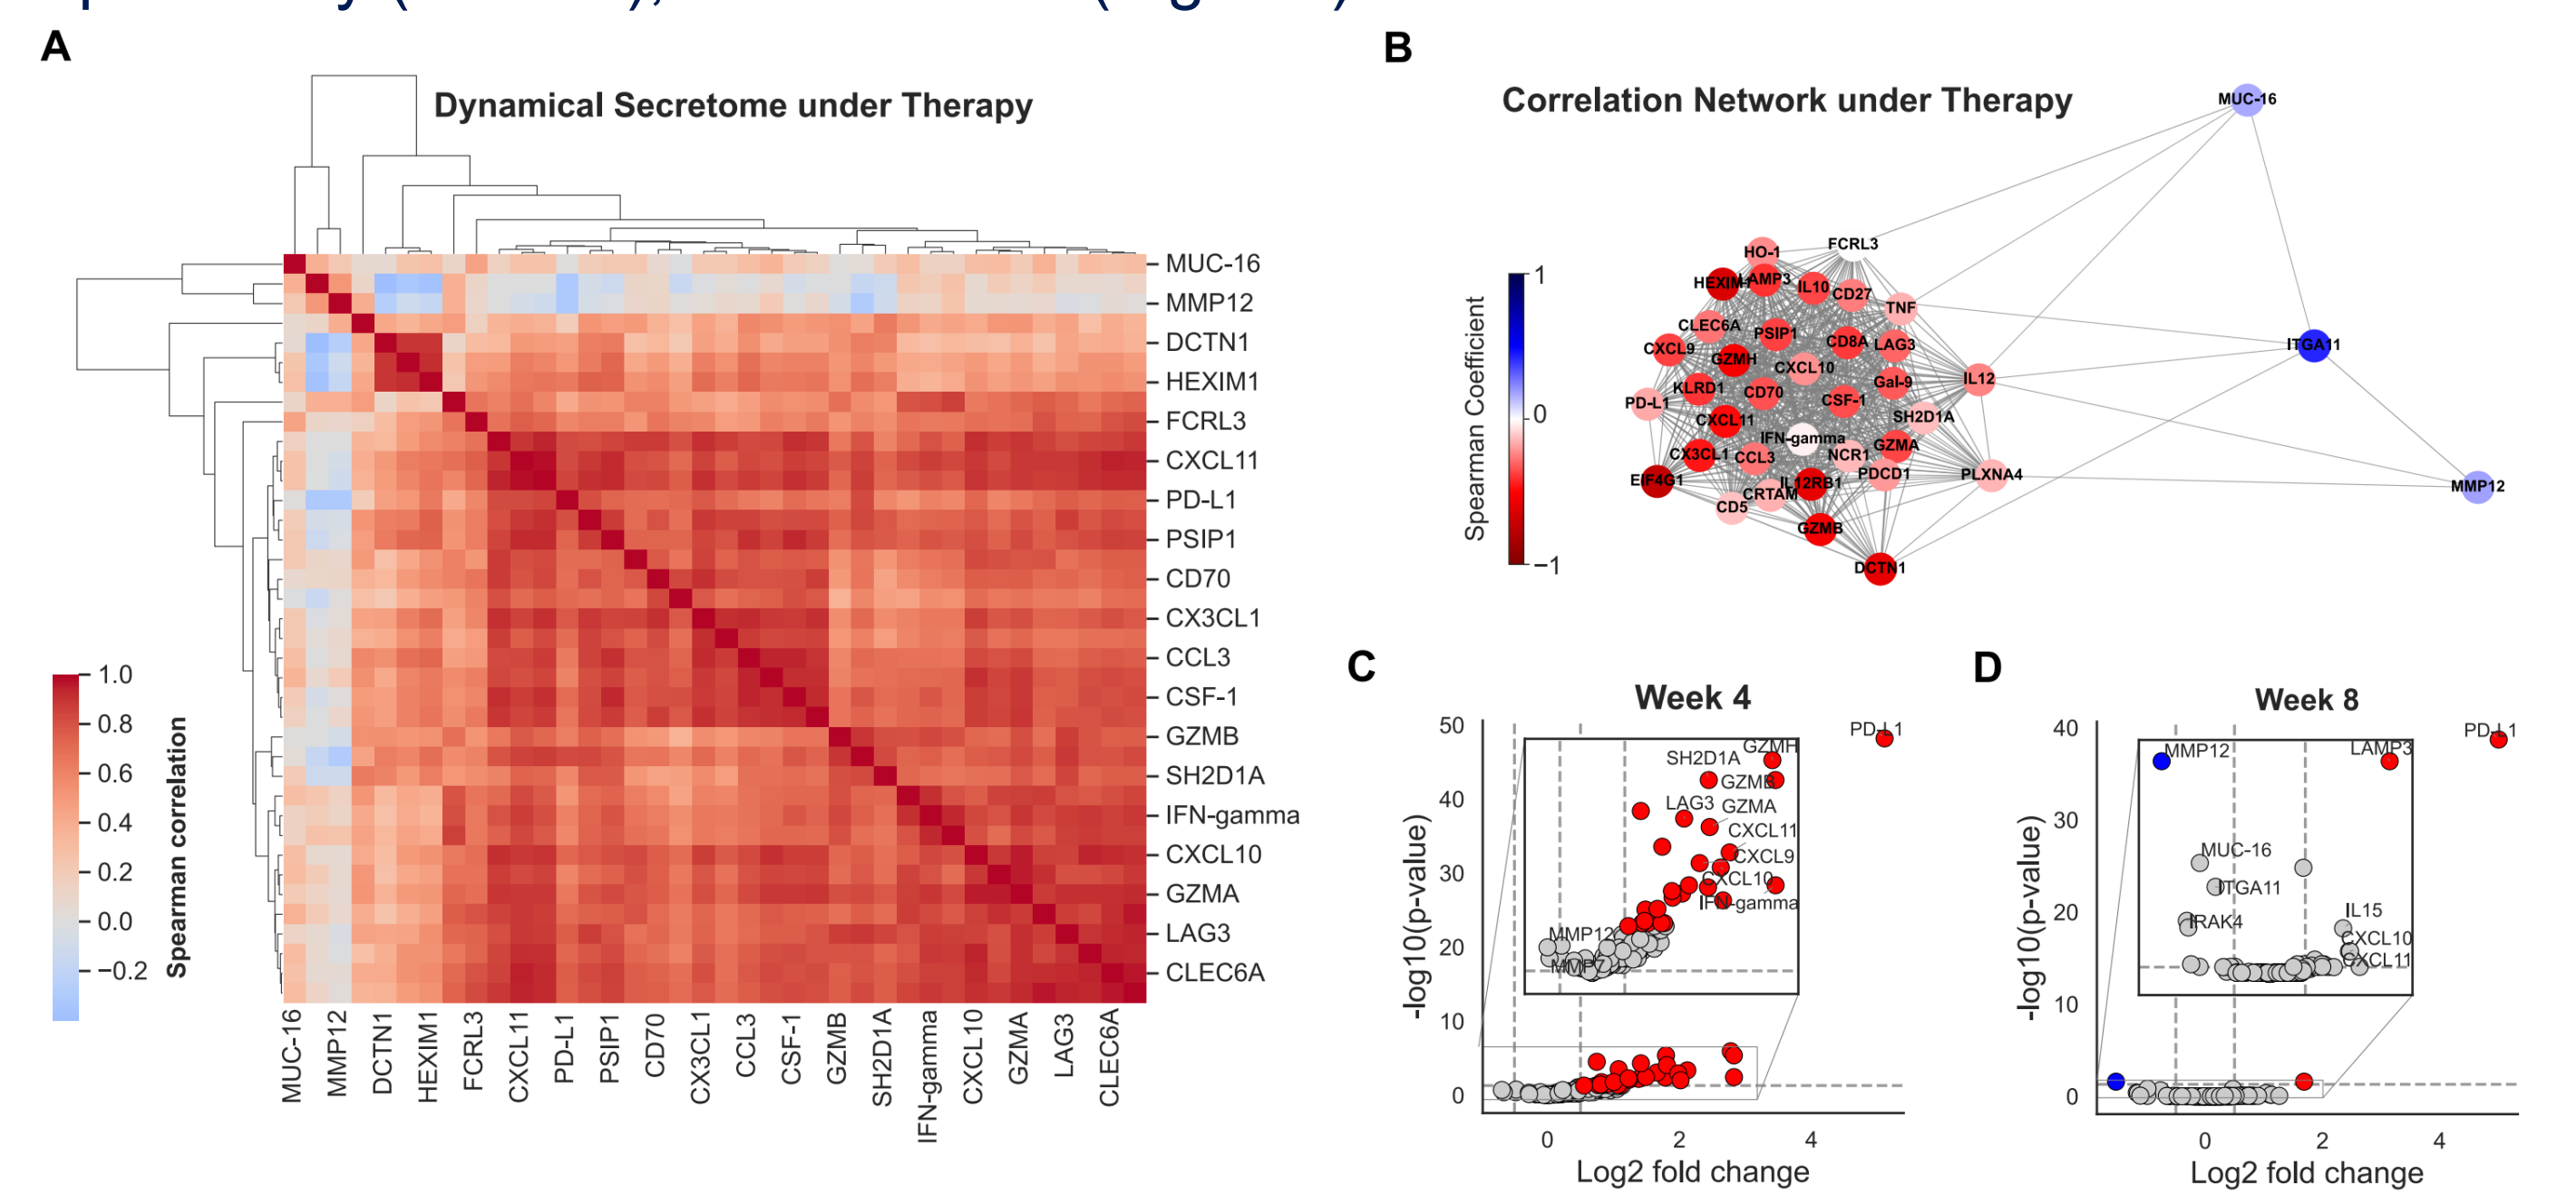 A
Dynamical Secretome under Therapy
MUC-16
MMP12
DCTN1
HEXIM1
FCRL3
CXCL11
PD-L1
PSIP1
CD70
CX3CL1
CCL3
CSF-1
GZMB
SH2D1A
IFN-gamma
CXCL10
GZMA
LAG3
CLEC6A
1.0
0.8
0.6
0.4
0.2
0.0
−0.2
Spearman correlation
MUC-16
MMP12
DCTN1
HEXIM1
FCRL3
CXCL11
PD-L1
PSIP1
CD70
CX3CL1
CCL3
CSF-1
GZMB
SH2D1A
IFN-gamma
CXCL10
GZMA
LAG3
CLEC6A
B
Correlation Network under Therapy
Spearman Coefficient
1
0
−1
MUC-16
HO-1
FCRL3
HEXIM1
LAMP3
IL10
CD27
TNF
CLEC6A
PSIP1
CD8A
LAG3
ITGA11
CXCL9
GZMH
CXCL10
KLRD1
CD70
Gal-9
IL12
PD-L1
CXCL11
CSF-1
SH2D1A
IFN-gamma
GZMA
CX3CL1
CCL3
NCR1
EIF4G1
CRTAM
IL12RB1
PDCD1
PLXNA4
MMP12
CD5
GZMB
DCTN1
C
Week 4
-log10(p-value)
50
40
30
20
10
0
PD-L1
GZMH
SH2D1A
GZMB
LAG3
GZMA
CXCL11
CXCL9
CXCL10
IFN-gamma
MMP12
MMP7
0
2
4
Log2 fold change
D
Week 8
-log10(p-value)
40
30
20
10
0
PD-L1
MMP12
LAMP3
MUC-16
ITGA11
IRAK4
IL15
CXCL10
CXCL11
0
2
4
Log2 fold change